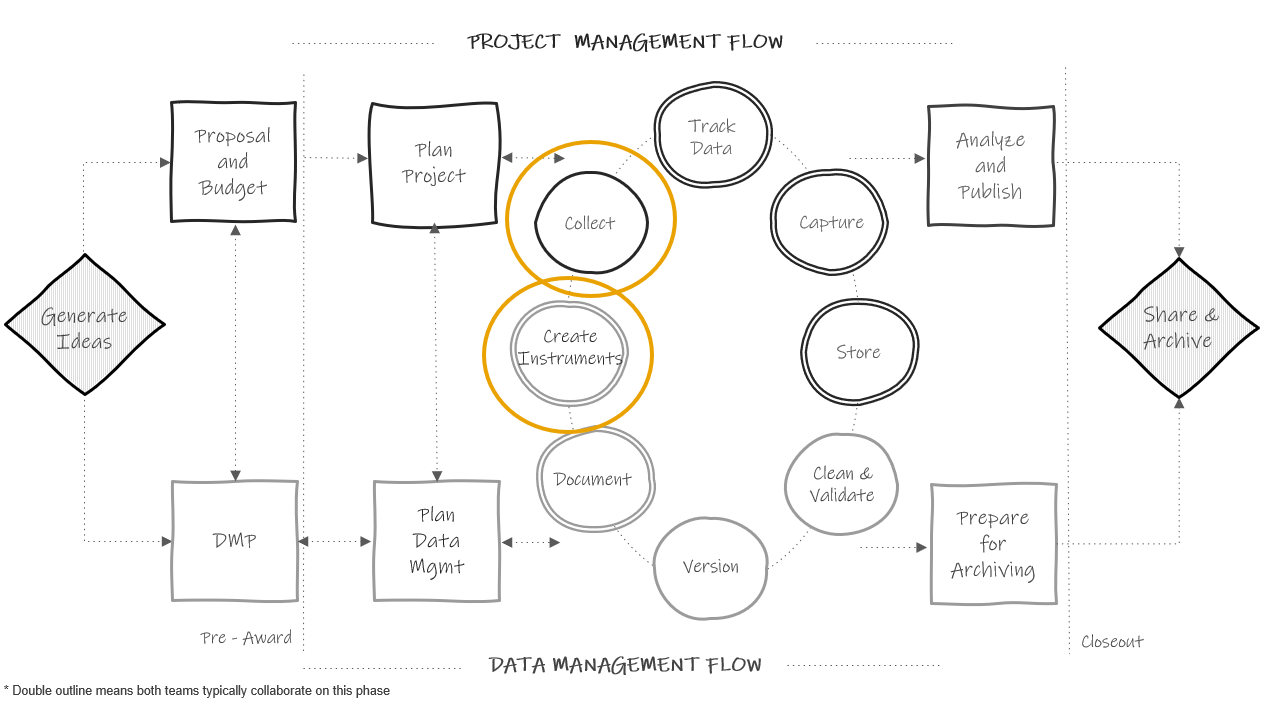 PROJECT MANAGEMENT FLOW
Proposal
and
Budget
Plan
Project
Track
Data
Analyze
and
Publish
Collect
Capture
Generate
Ideas
Create
Instruments
Store
Share &
Archive
Document
Clean &
Validate
DMP
Plan
Data
Mgmt
Version
Prepare
for
Archiving
Pre - Award
Closeout
DATA MANAGEMENT FLOW
* Double outline means both teams typically collaborate on this phase